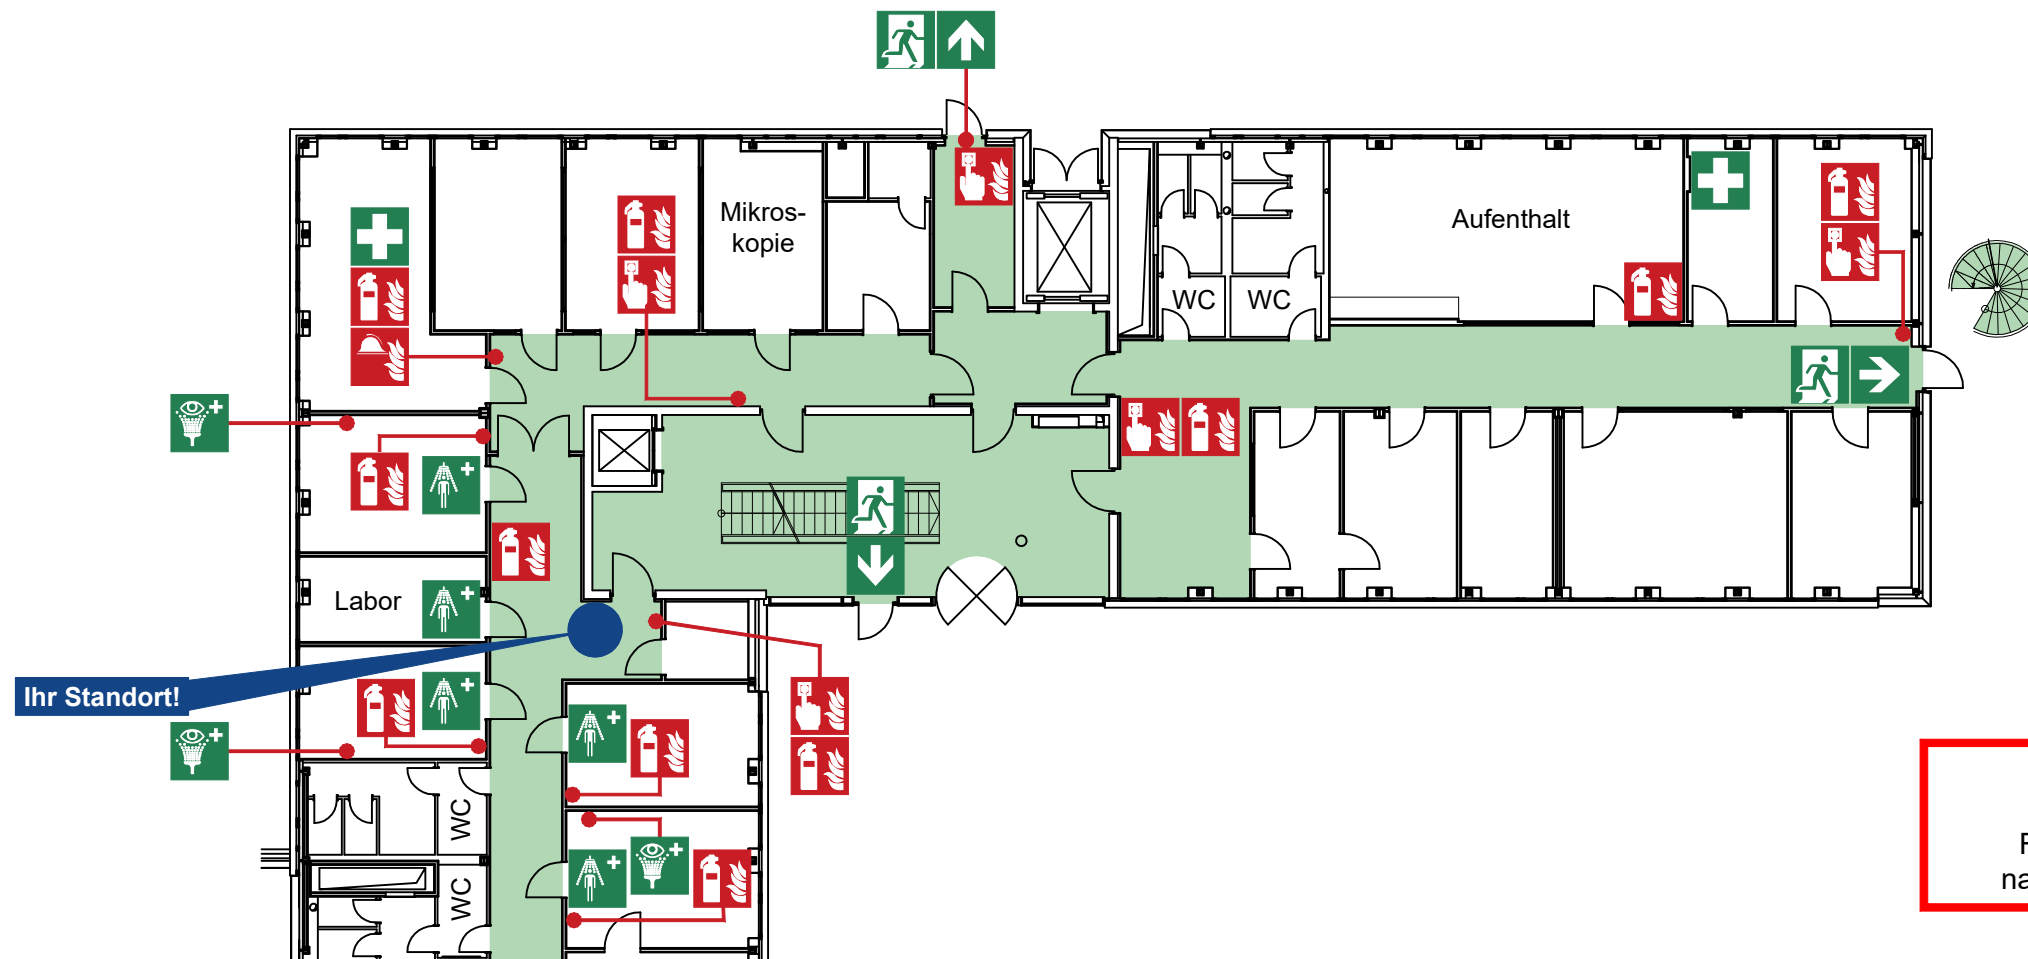 Mikros-
kopie
Aufenthalt
WC
WC
Labor
Ihr Standort!
WC
WC